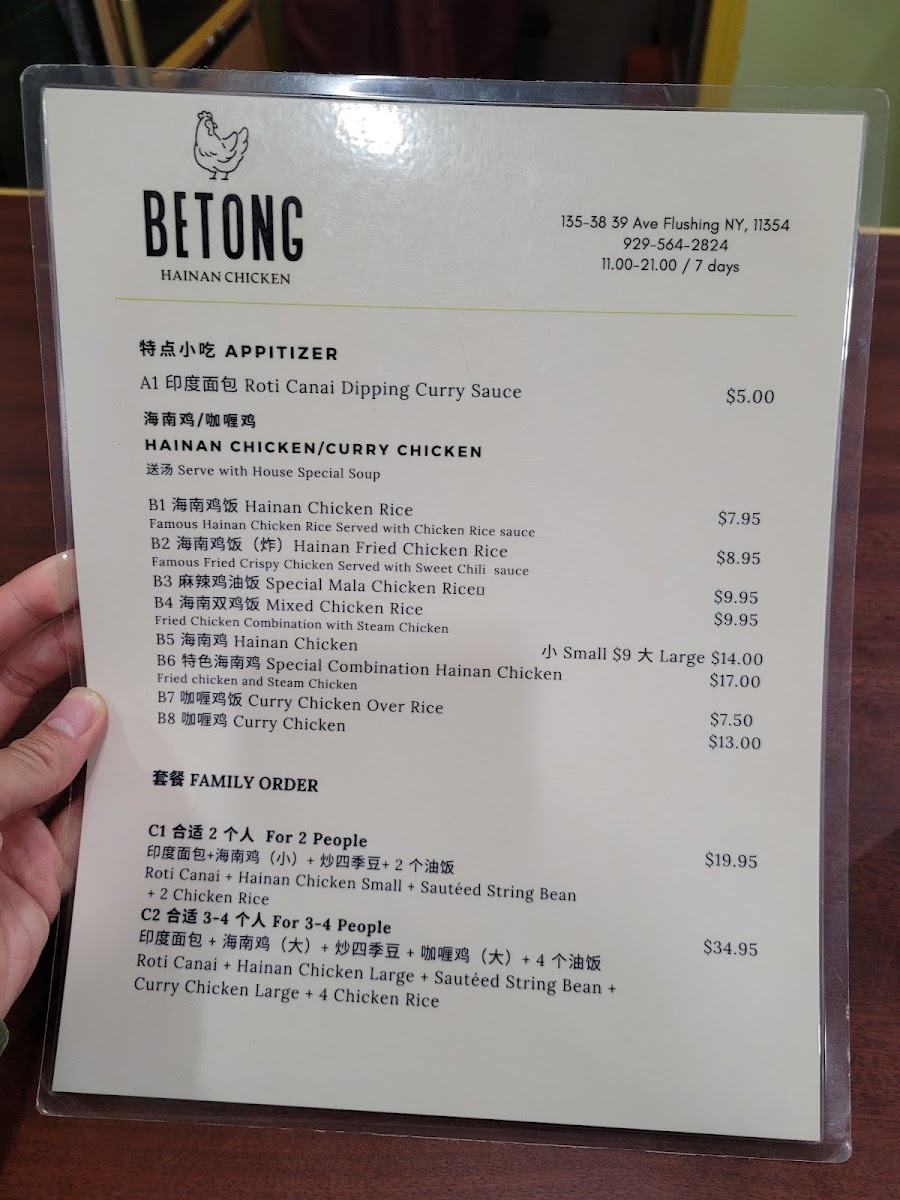 BETONG
HAINAN CHICKEN
135-38 39 Ave Flushing NY, 11354
929-564-2824
11.00-21.00 / 7 days
特点小吃 APPITIZER
A1 印度面包 Roti Canai Dipping Curry Sauce $5.00
海南鸡/咖喱鸡
HAINAN CHICKEN/CURRY CHICKEN
送汤 Serve with House Special Soup
B1 海南鸡饭 Hainan Chicken Rice $7.95
Famous Hainan Chicken Rice Served with Chicken Rice sauce
B2 海南鸡饭（炸）Hainan Fried Chicken Rice $8.95
Famous Fried Crispy Chicken Served with Sweet Chili sauce
B3 麻辣鸡油饭 Special Mala Chicken Rice▯ $9.95
B4 海南双鸡饭 Mixed Chicken Rice $9.95
Fried Chicken Combination with Steam Chicken
B5 海南鸡 Hainan Chicken 小 Small $9 大 Large $14.00
B6 特色海南鸡 Special Combination Hainan Chicken $17.00
Fried chicken and Steam Chicken
B7 咖喱鸡饭 Curry Chicken Over Rice $7.50
B8 咖喱鸡 Curry Chicken $13.00
套餐 FAMILY ORDER
C1 合适 2 个人 For 2 People
印度面包+海南鸡（小）+ 炒四季豆+ 2 个油饭 $19.95
Roti Canai + Hainan Chicken Small + Sautéed String Bean
+ 2 Chicken Rice
C2 合适 3-4 个人 For 3-4 People
印度面包 + 海南鸡（大）+ 炒四季豆 + 咖喱鸡（大）+ 4 个油饭 $34.95
Roti Canai + Hainan Chicken Large + Sautéed String Bean +
Curry Chicken Large + 4 Chicken Rice